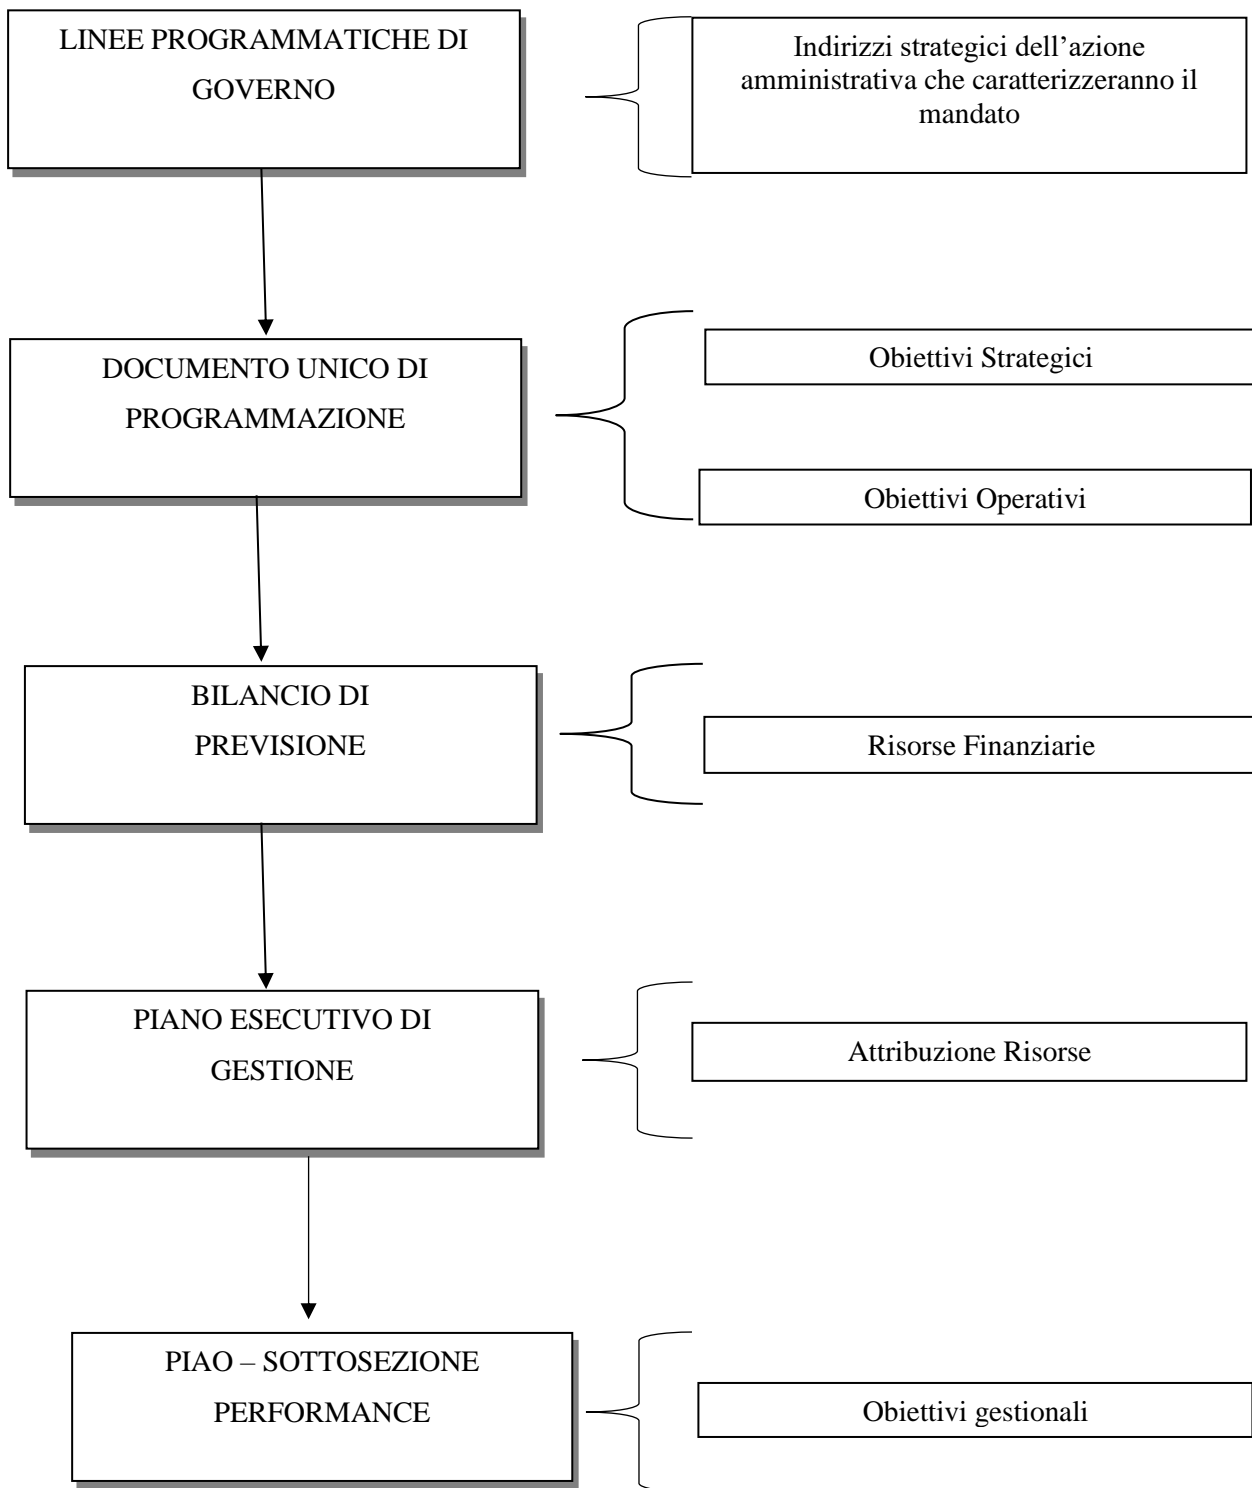 LINEE PROGRAMMATICHE DI
GOVERNO
Indirizzi strategici dell’azione
amministrativa che caratterizzeranno il
mandato
DOCUMENTO UNICO DI
PROGRAMMAZIONE
Obiettivi Strategici
Obiettivi Operativi
BILANCIO DI
PREVISIONE
Risorse Finanziarie
PIANO ESECUTIVO DI
GESTIONE
Attribuzione Risorse
PIAO – SOTTOSEZIONE
PERFORMANCE
Obiettivi gestionali